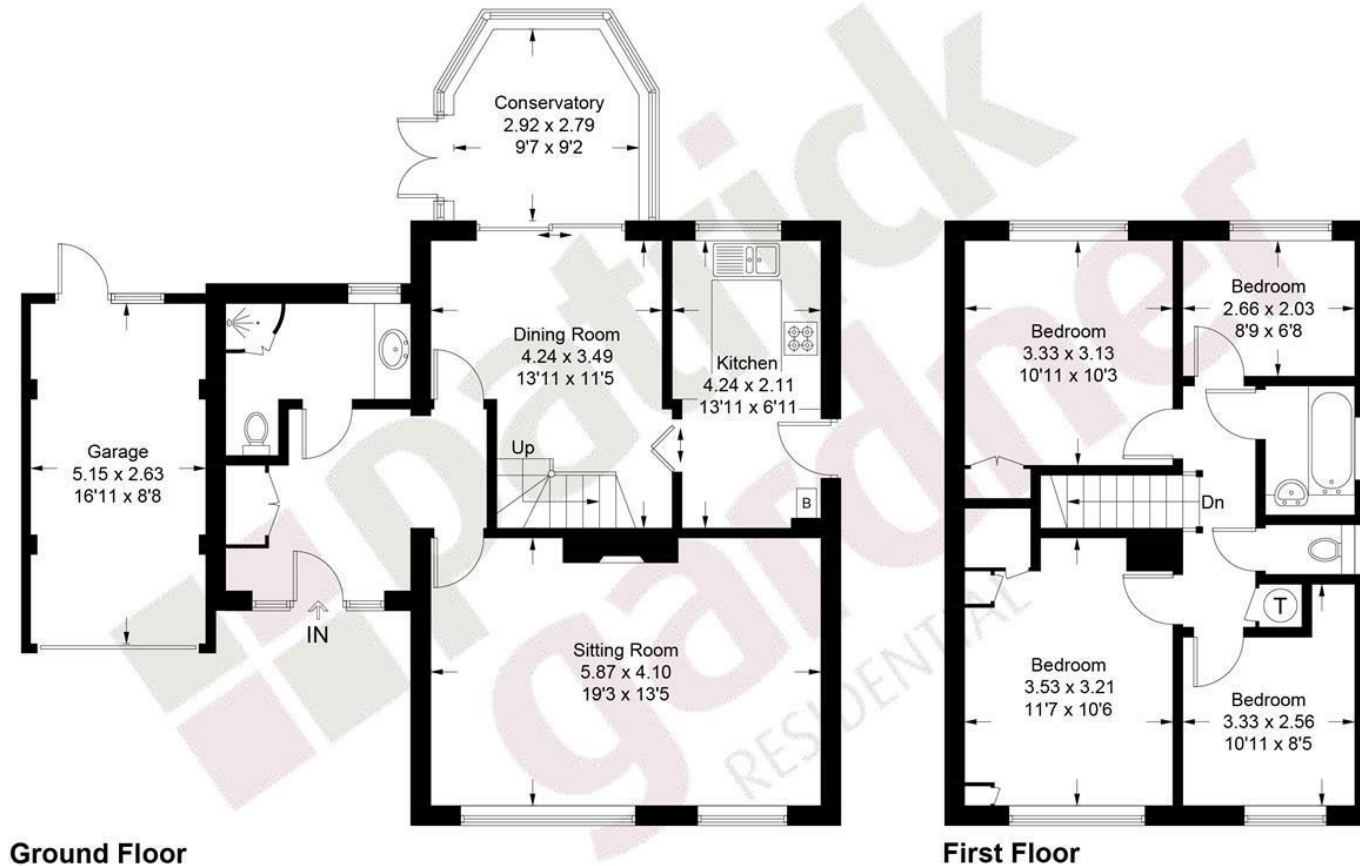 Conservatory
2.92 x 2.79
9'7 x 9'2
Dining Room
4.24 x 3.49
13'11 x 11'5
Kitchen
4.24 x 2.11
13'11 x 6'11
Garage
5.15 x 2.63
16'11 x 8'8
Up
B
IN
Sitting Room
5.87 x 4.10
19'3 x 13'5
Ground Floor
Bedroom
3.33 x 3.13
10'11 x 10'3
Bedroom
2.66 x 2.03
8'9 x 6'8
Dn
T
Bedroom
3.53 x 3.21
11'7 x 10'6
Bedroom
3.33 x 2.56
10'11 x 8'5
First Floor
patrick
gardner
RESIDENTIAL